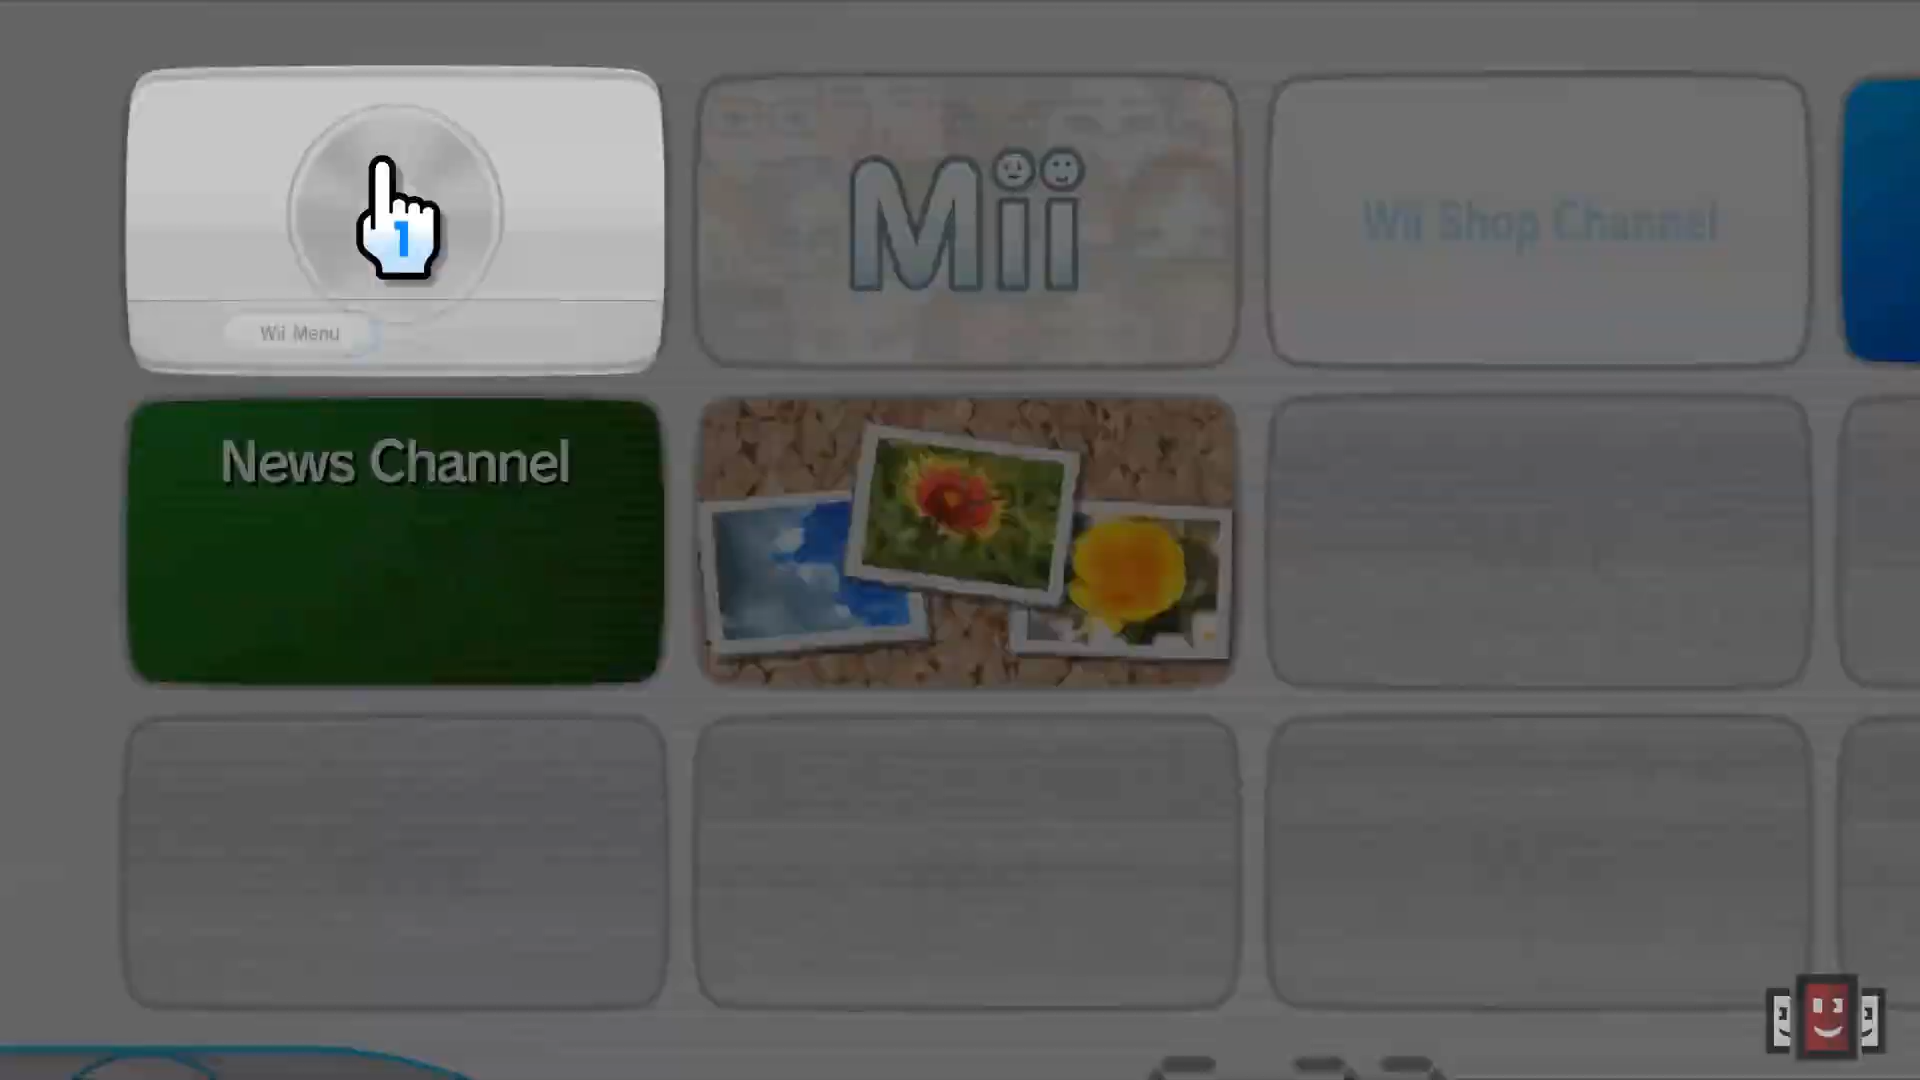 1
Mii
Wii Shop Channel
Wii Menu
News Channel